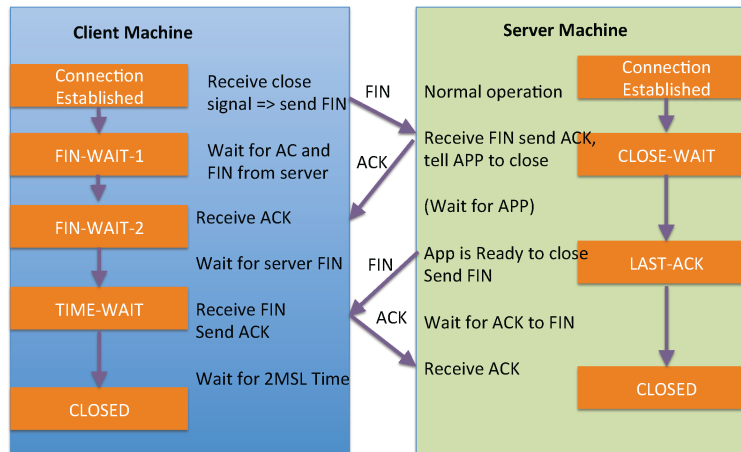 Client Machine
Connection
Established
Receive close
signal => send FIN
FIN-WAIT-1
Wait for AC and
FIN from server
FIN-WAIT-2
Receive ACK
Wait for server FIN
TIME-WAIT
Receive FIN
Send ACK
Wait for 2MSL Time
CLOSED
FIN
ACK
FIN
ACK
Server Machine
Normal operation
Connection
Established
Receive FIN send ACK,
tell APP to close
CLOSE-WAIT
(Wait for APP)
App is Ready to close
Send FIN
LAST-ACK
Wait for ACK to FIN
Receive ACK
CLOSED